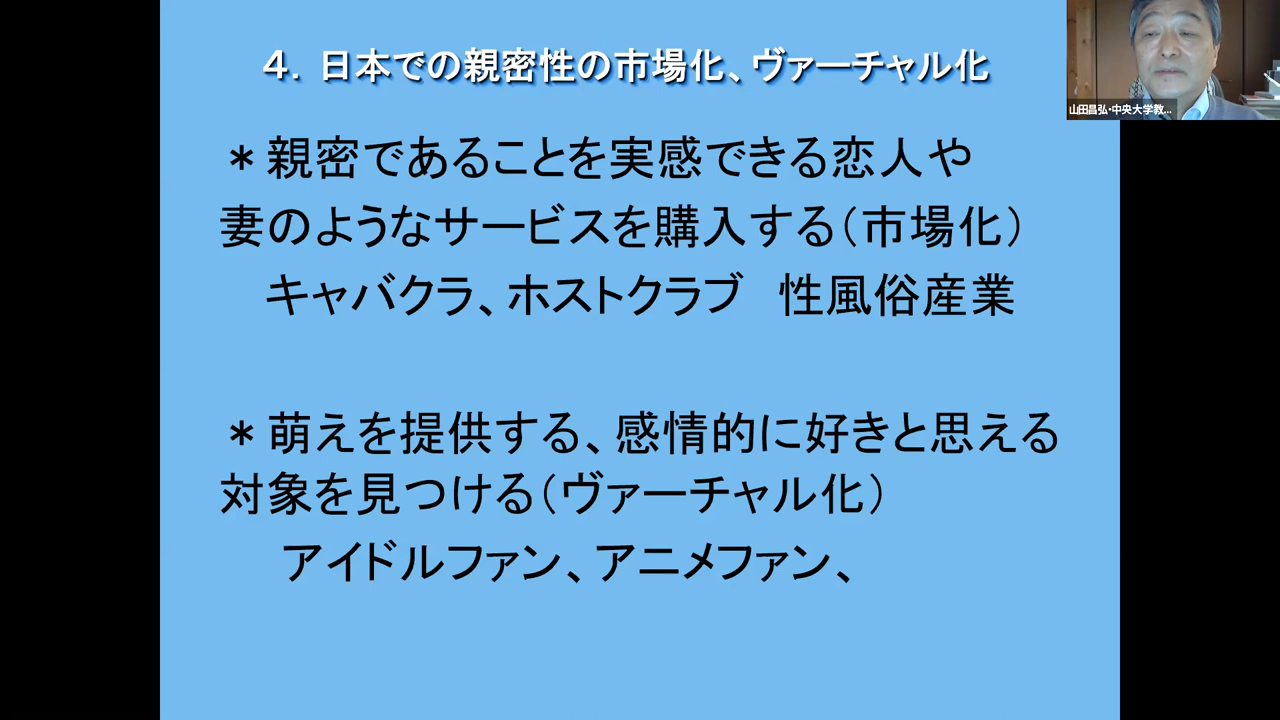 ４．日本での親密性の市場化、ヴァーチャル化
山田昌弘・中央大学教...
＊親密であることを実感できる恋人や
妻のようなサービスを購入する（市場化）
キャバクラ、ホストクラブ　性風俗産業
＊萌えを提供する、感情的に好きと思える
対象を見つける（ヴァーチャル化）
アイドルファン、アニメファン、